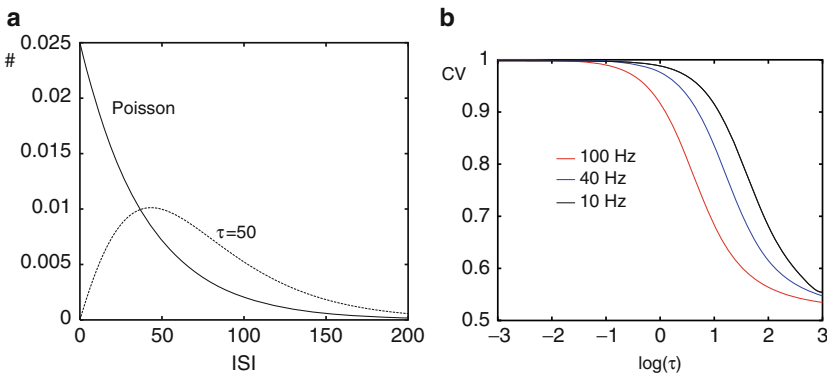 a
#
0.025
0.02
0.015
0.01
0.005
0
Poisson
τ=50
0
50
100
150
200
ISI
b
CV
1
0.9
0.8
0.7
0.6
0.5
100 Hz
40 Hz
10 Hz
−3
−2
−1
0
1
2
3
log(τ)